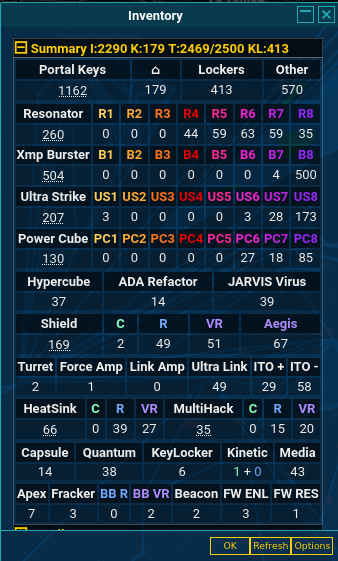 Inventory
Summary I:2290 K:179 T:2469/2500 KL:413
Portal Keys ⌂ Lockers Other
1162 179 413 570
Resonator R1 R2 R3 R4 R5 R6 R7 R8
260 0 0 0 44 59 63 59 35
Xmp Burster B1 B2 B3 B4 B5 B6 B7 B8
504 0 0 0 0 0 0 4 500
Ultra Strike US1 US2 US3 US4 US5 US6 US7 US8
207 3 0 0 0 0 3 28 173
Power Cube PC1 PC2 PC3 PC4 PC5 PC6 PC7 PC8
130 0 0 0 0 0 27 18 85
Hypercube ADA Refactor JARVIS Virus
37 14 39
Shield C R VR Aegis
169 2 49 51 67
Turret Force Amp Link Amp Ultra Link ITO + ITO -
2 1 0 49 29 58
HeatSink C R VR MultiHack C R VR
66 0 39 27 35 0 15 20
Capsule Quantum KeyLocker Kinetic Media
14 38 6 1 + 0 43
Apex Fracker BB R BB VR Beacon FW ENL FW RES
7 3 0 2 2 3 1
OK Refresh Options